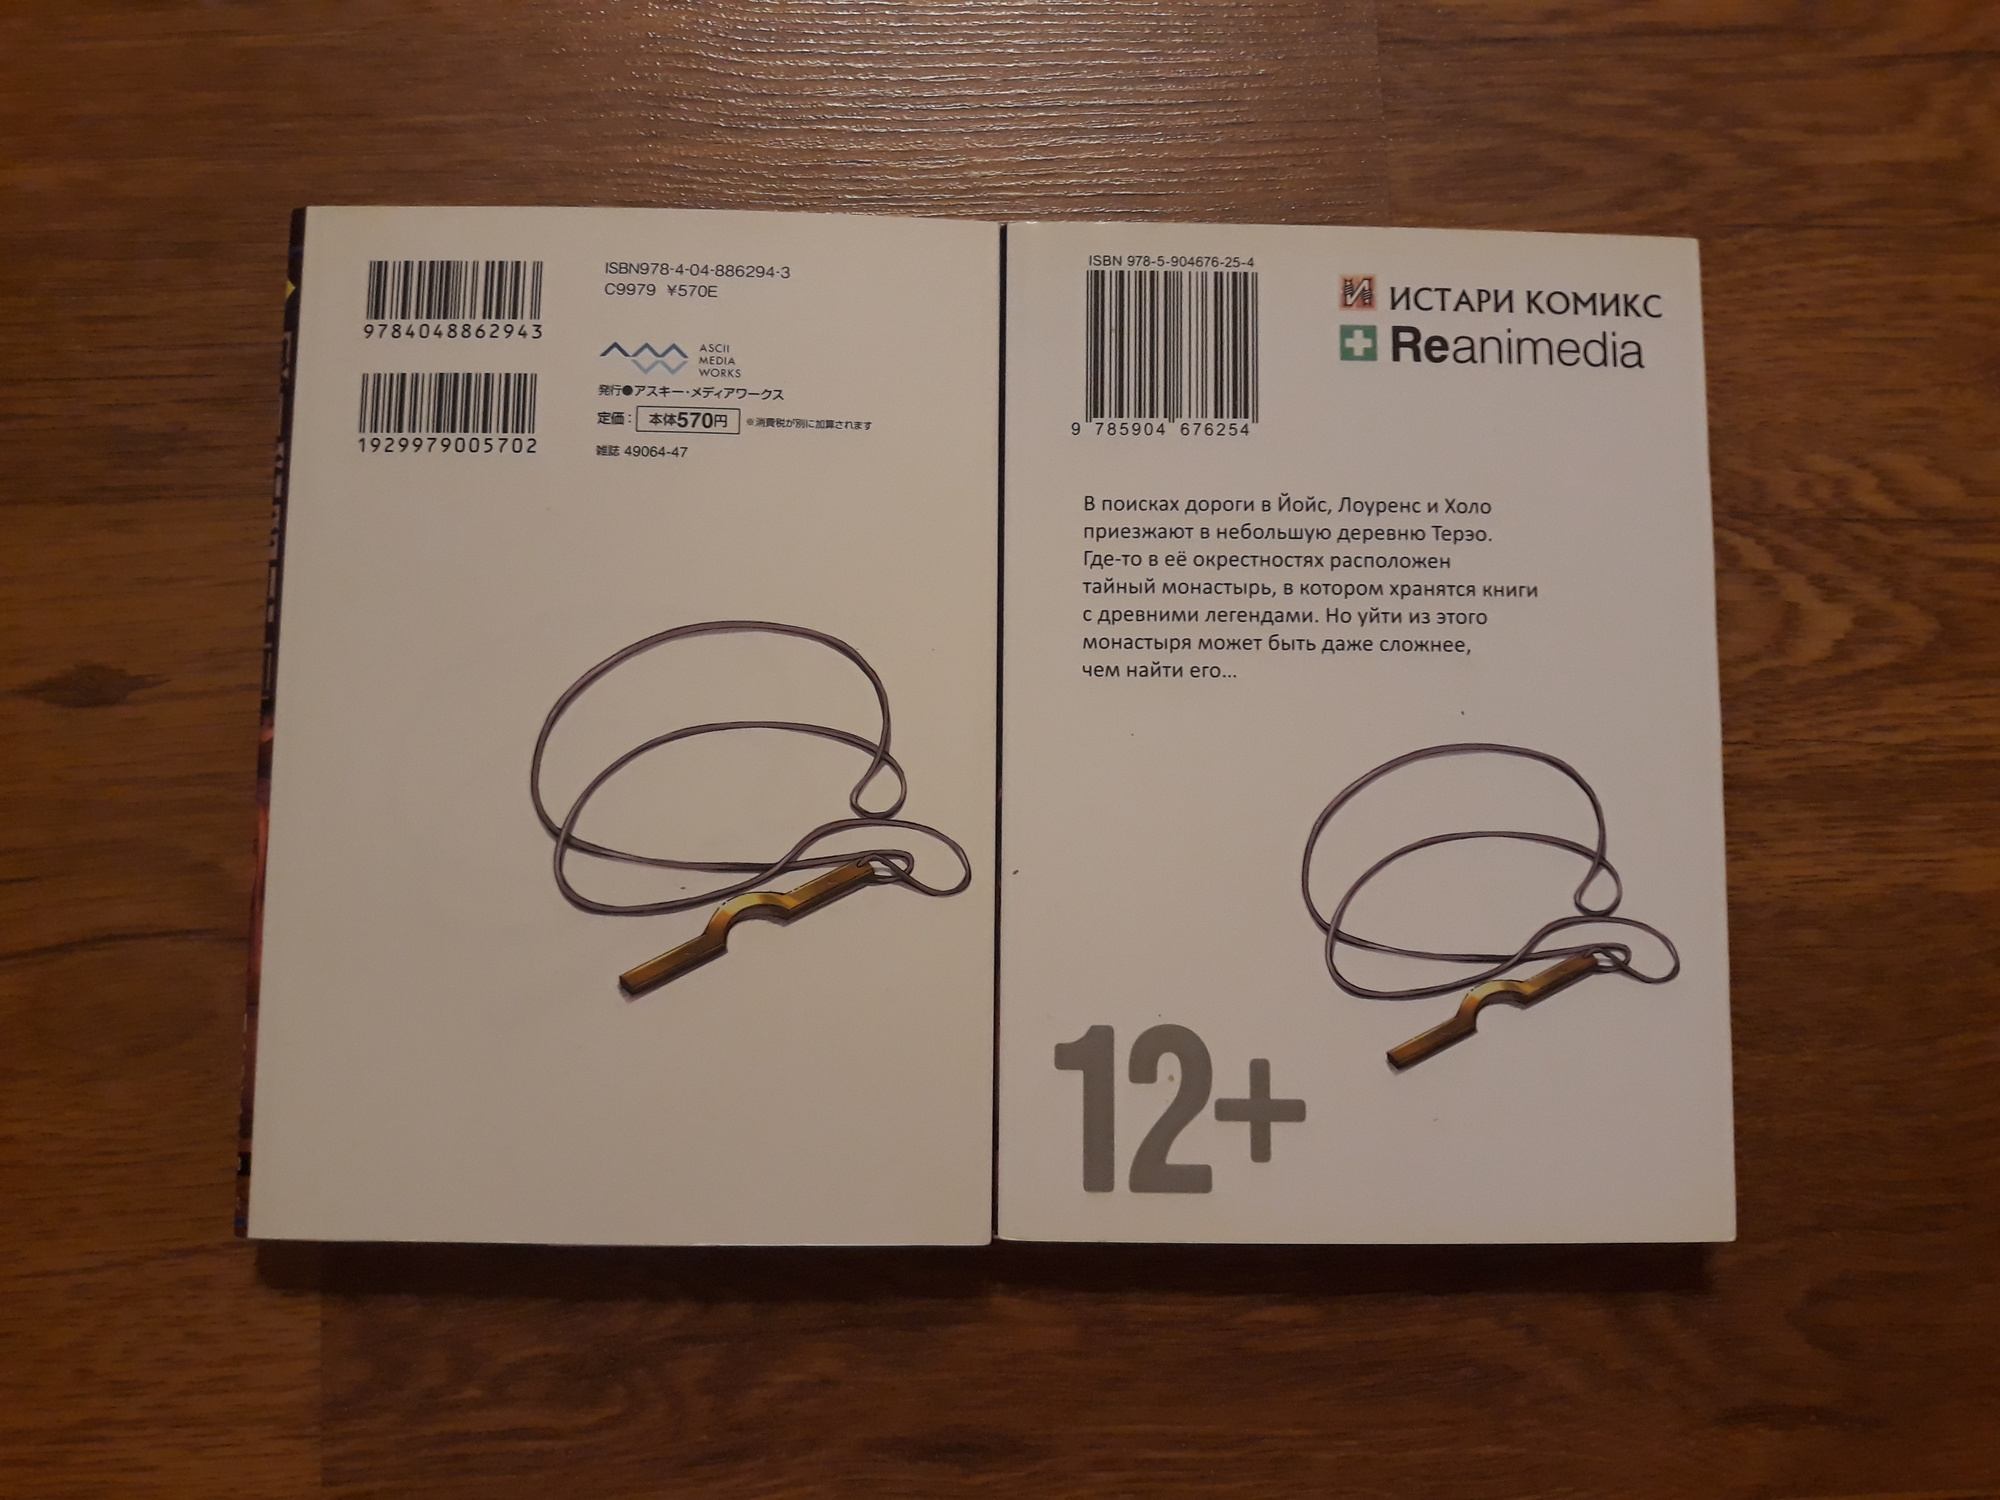 9784048862943
1929979005702
ISBN978-4-04-886294-3
C9979 ¥570E
ASCII
MEDIA
WORKS
発行●アスキー・メディアワークス
定価： 本体570円 ※消費税が別に加算されます
雑誌 49064-47
ISBN 978-5-904676-25-4
9 785904 676254
ИСТАРИ КОМИКС
Reanimedia
В поисках дороги в Йойс, Лоуренс и Холо
приезжают в небольшую деревню Терэо.
Где-то в её окрестностях расположен
тайный монастырь, в котором хранятся книги
с древними легендами. Но уйти из этого
монастыря может быть даже сложнее,
чем найти его...
12+